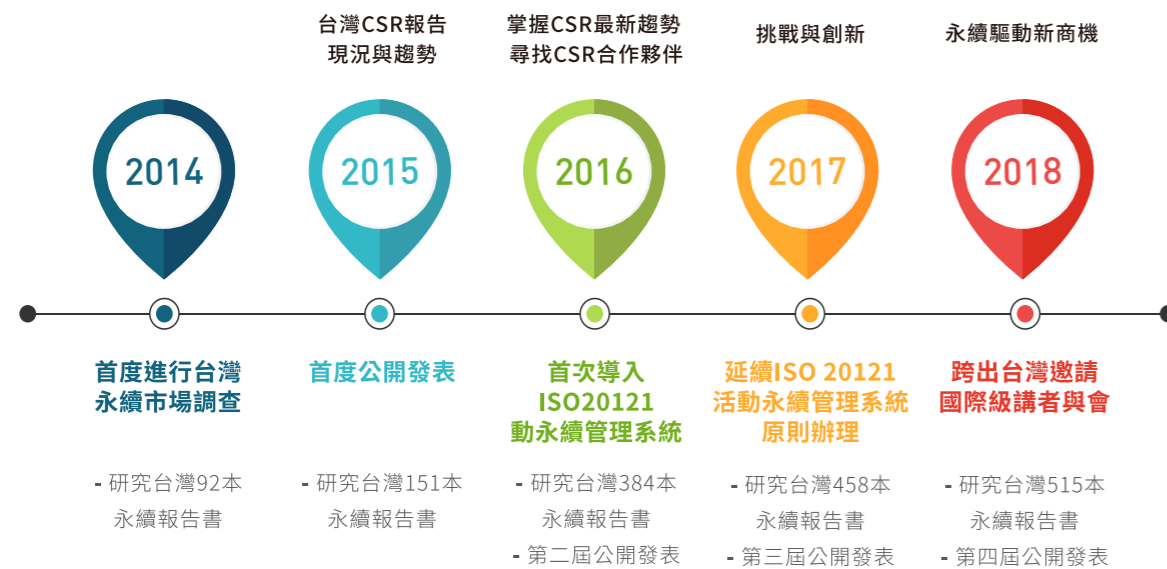 台灣CSR報告
現況與趨勢
掌握CSR最新趨勢
尋找CSR合作夥伴
挑戰與創新
永續驅動新商機
2014
2015
2016
2017
2018
首度進行台灣
永續市場調查
首度公開發表
首次導入
ISO20121
動永續管理系統
延續ISO 20121
活動永續管理系統
原則辦理
跨出台灣邀請
國際級講者與會
- 研究台灣92本
永續報告書
- 研究台灣151本
永續報告書
- 研究台灣384本
永續報告書
- 第二屆公開發表
- 研究台灣458本
永續報告書
- 第三屆公開發表
- 研究台灣515本
永續報告書
- 第四屆公開發表